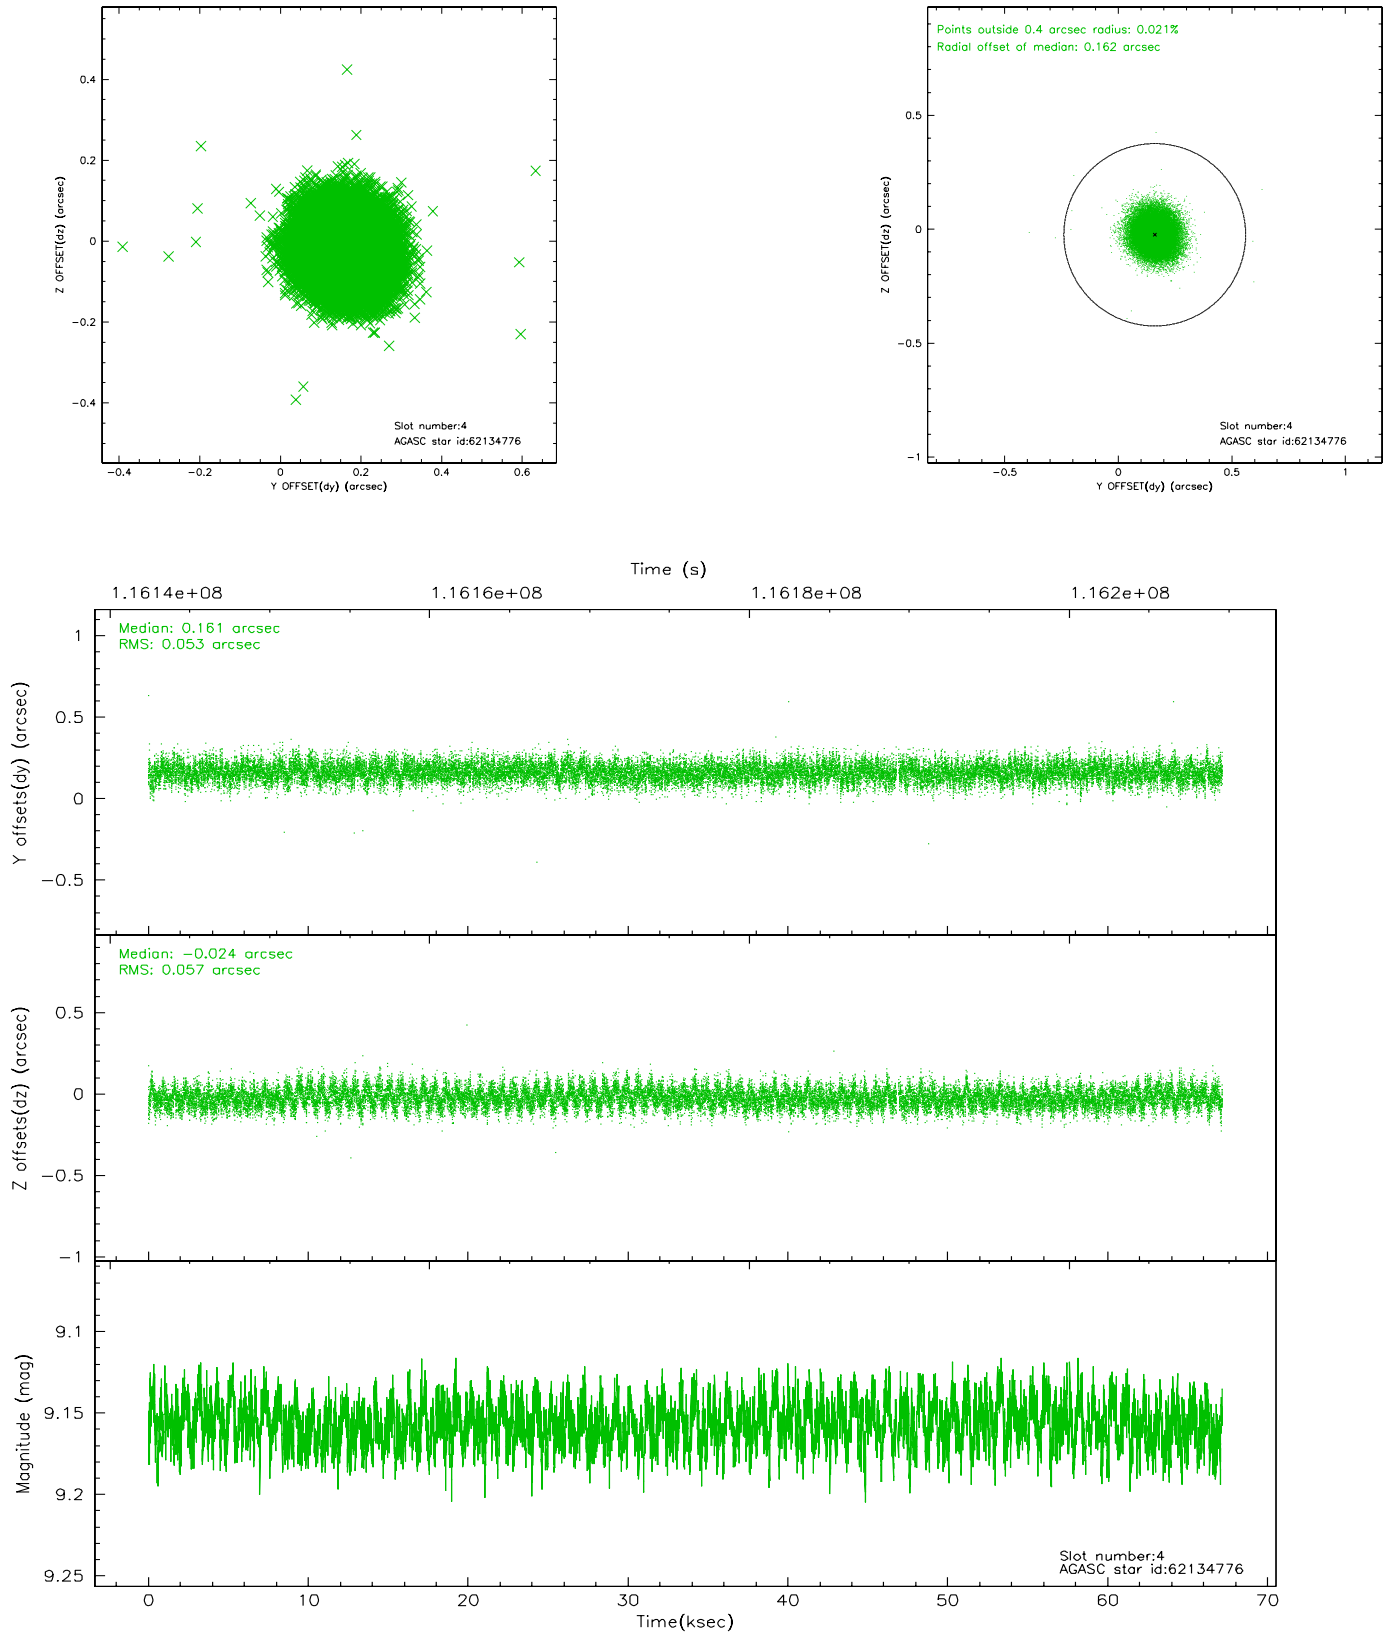 0.4
0.2
0
−0.2
−0.4
Z OFFSET(dz) (arcsec)
Slot number:4
AGASC star id:62134776
−0.4 −0.2 0 0.2 0.4 0.6
Y OFFSET(dy) (arcsec)
Points outside 0.4 arcsec radius: 0.021%
Radial offset of median: 0.162 arcsec
0.5
0
−0.5
−1
Z OFFSET(dz) (arcsec)
Slot number:4
AGASC star id:62134776
−0.5 0 0.5 1
Y OFFSET(dy) (arcsec)
Time (s)
1.1614e+08 1.1616e+08 1.1618e+08 1.162e+08
Median: 0.161 arcsec
RMS: 0.053 arcsec
1
0.5
0
−0.5
Y offsets(dy) (arcsec)
Median: −0.024 arcsec
RMS: 0.057 arcsec
0.5
0
−0.5
−1
Z offsets(dz) (arcsec)
9.1
9.15
9.2
9.25
Magnitude (mag)
Slot number:4
AGASC star id:62134776
0 10 20 30 40 50 60 70
Time(ksec)